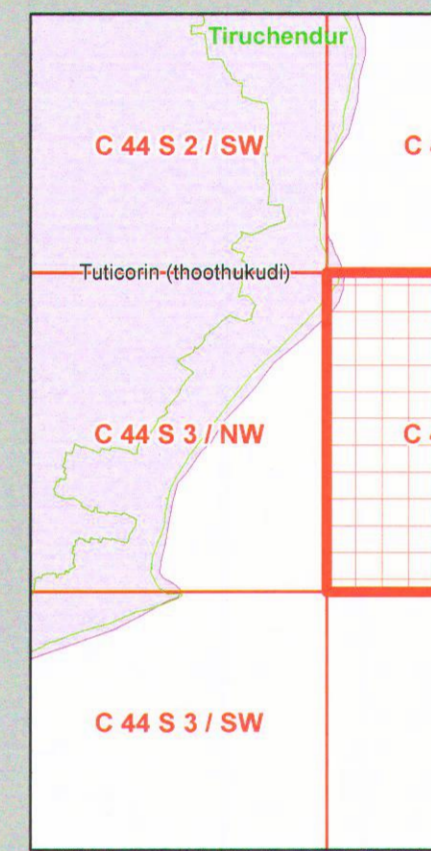 Tiruchendur
C 44 S 2 / SW
C
Tuticorin (thoothukudi)
C 44 S 3 / NW
C
C 44 S 3 / SW